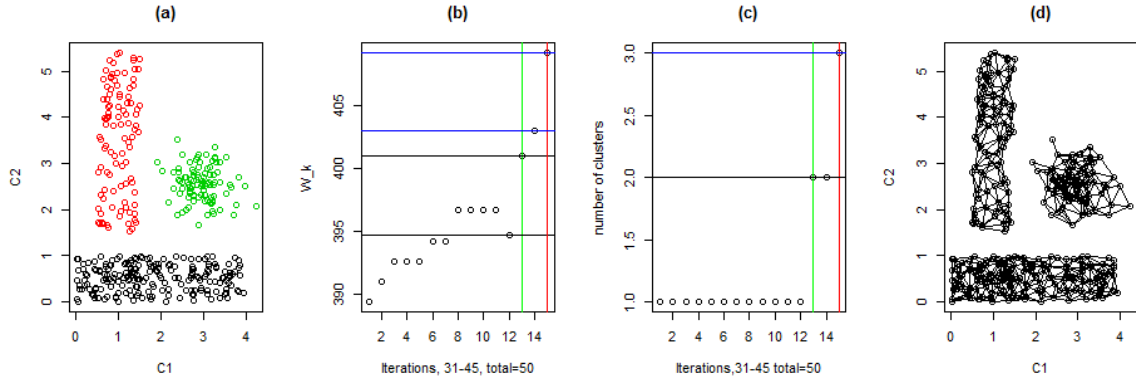 (a)
C2
0 1 2 3 4 5
0 1 2 3 4
C1
(b)
W_k
390 395 400 405
2 4 6 8 10 12 14
Iterations, 31-45, total=50
(c)
number of clusters
1.0 1.5 2.0 2.5 3.0
2 4 6 8 10 12 14
Iterations,31-45 total=50
(d)
C2
0 1 2 3 4 5
0 1 2 3 4
C1